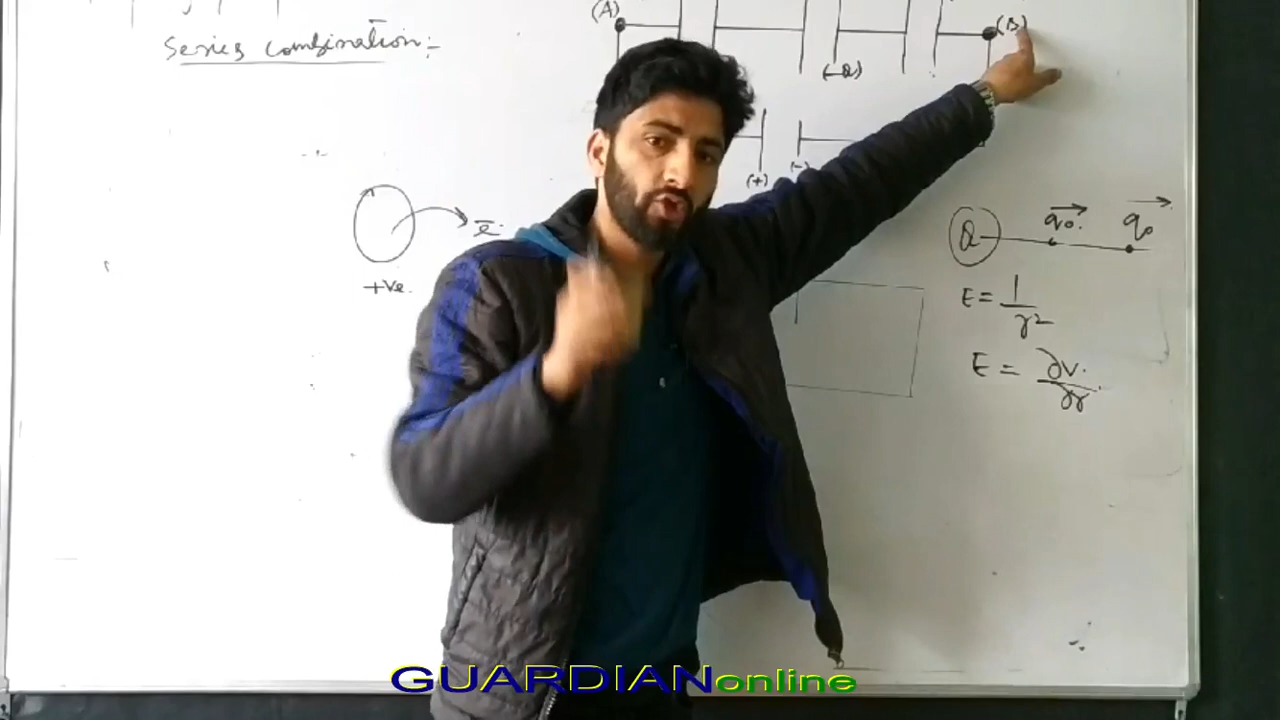 (A)
(B)
Series combination:-
(-Q)
(+) (-)
Q q₀. q₀
ē
+ve.
E = 1/r²
E = ∂V/∂r
GUARDIANonline